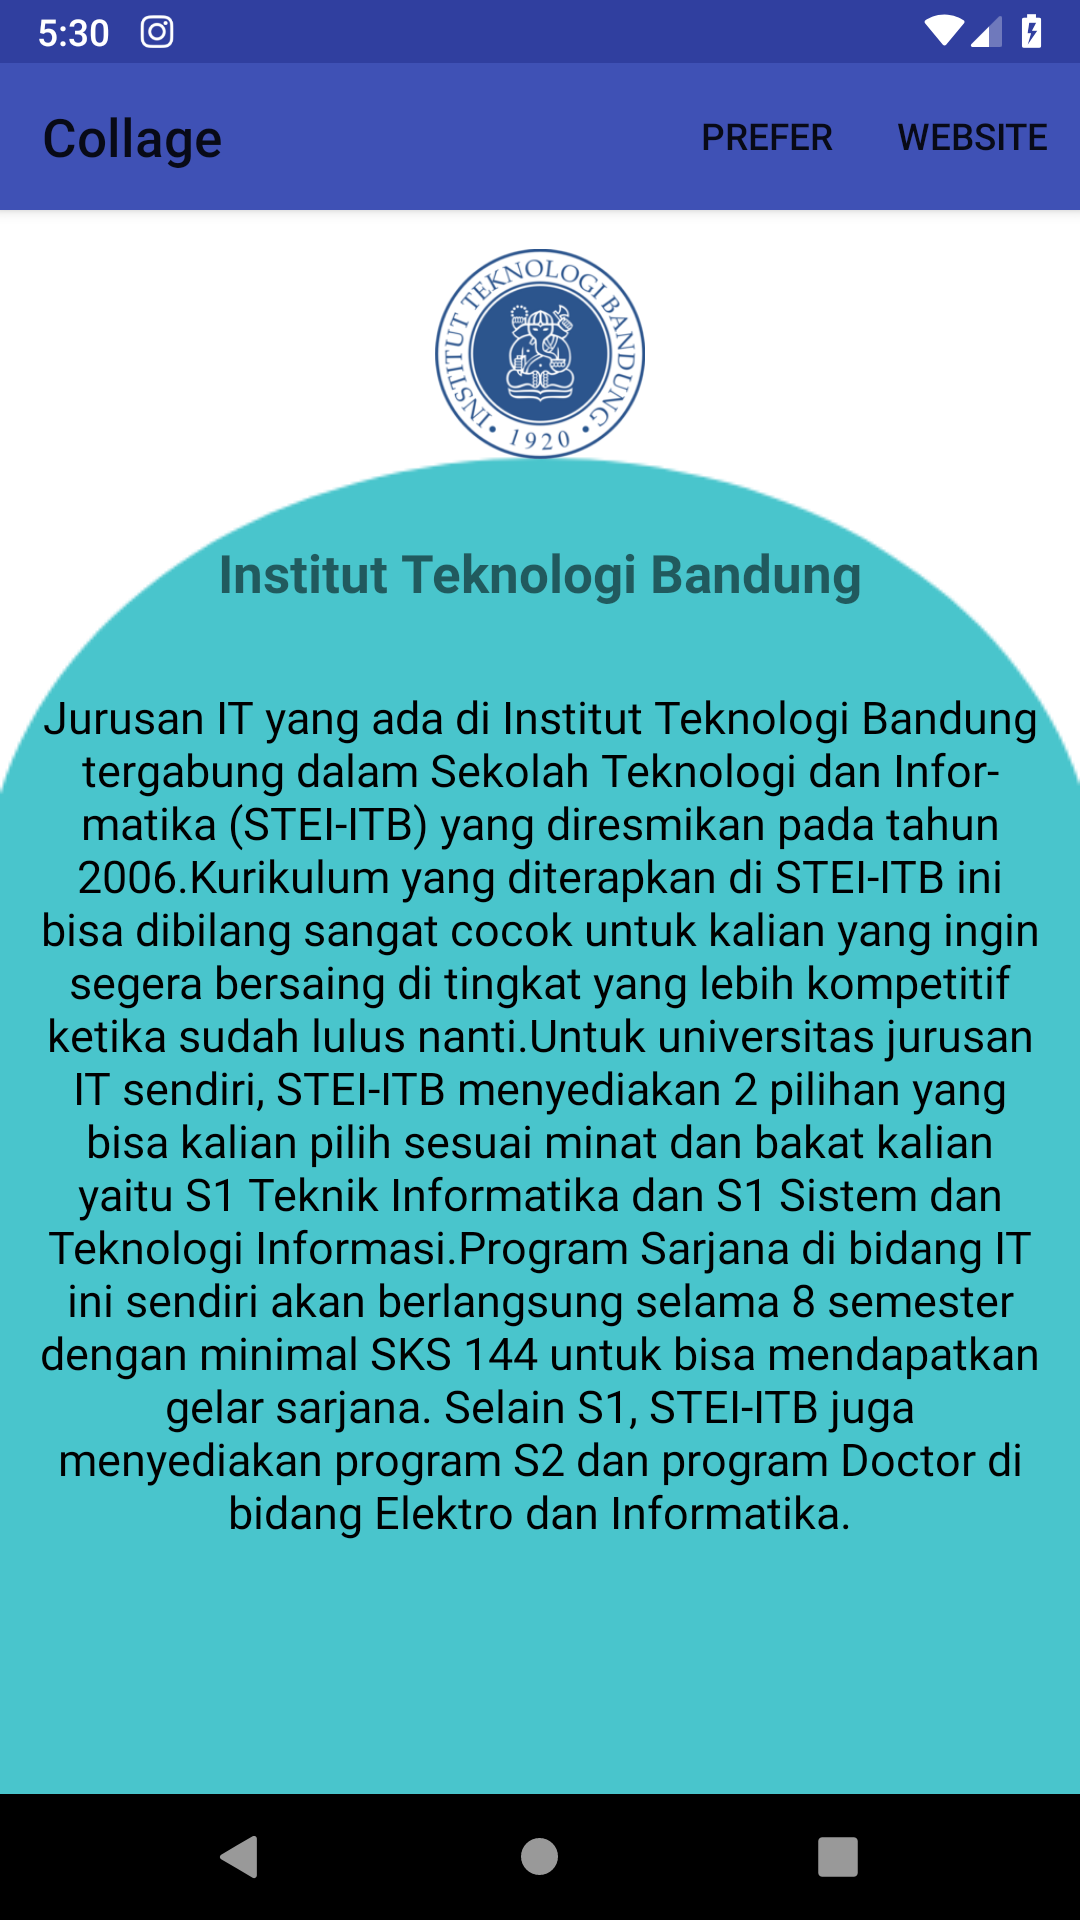 5:30
Collage
PREFER
WEBSITE
INSTITUT TEKNOLOGI BANDUNG
• 1920 •
Institut Teknologi Bandung
Jurusan IT yang ada di Institut Teknologi Bandung
tergabung dalam Sekolah Teknologi dan Infor-
matika (STEI-ITB) yang diresmikan pada tahun
2006.Kurikulum yang diterapkan di STEI-ITB ini
bisa dibilang sangat cocok untuk kalian yang ingin
segera bersaing di tingkat yang lebih kompetitif
ketika sudah lulus nanti.Untuk universitas jurusan
IT sendiri, STEI-ITB menyediakan 2 pilihan yang
bisa kalian pilih sesuai minat dan bakat kalian
yaitu S1 Teknik Informatika dan S1 Sistem dan
Teknologi Informasi.Program Sarjana di bidang IT
ini sendiri akan berlangsung selama 8 semester
dengan minimal SKS 144 untuk bisa mendapatkan
gelar sarjana. Selain S1, STEI-ITB juga
menyediakan program S2 dan program Doctor di
bidang Elektro dan Informatika.